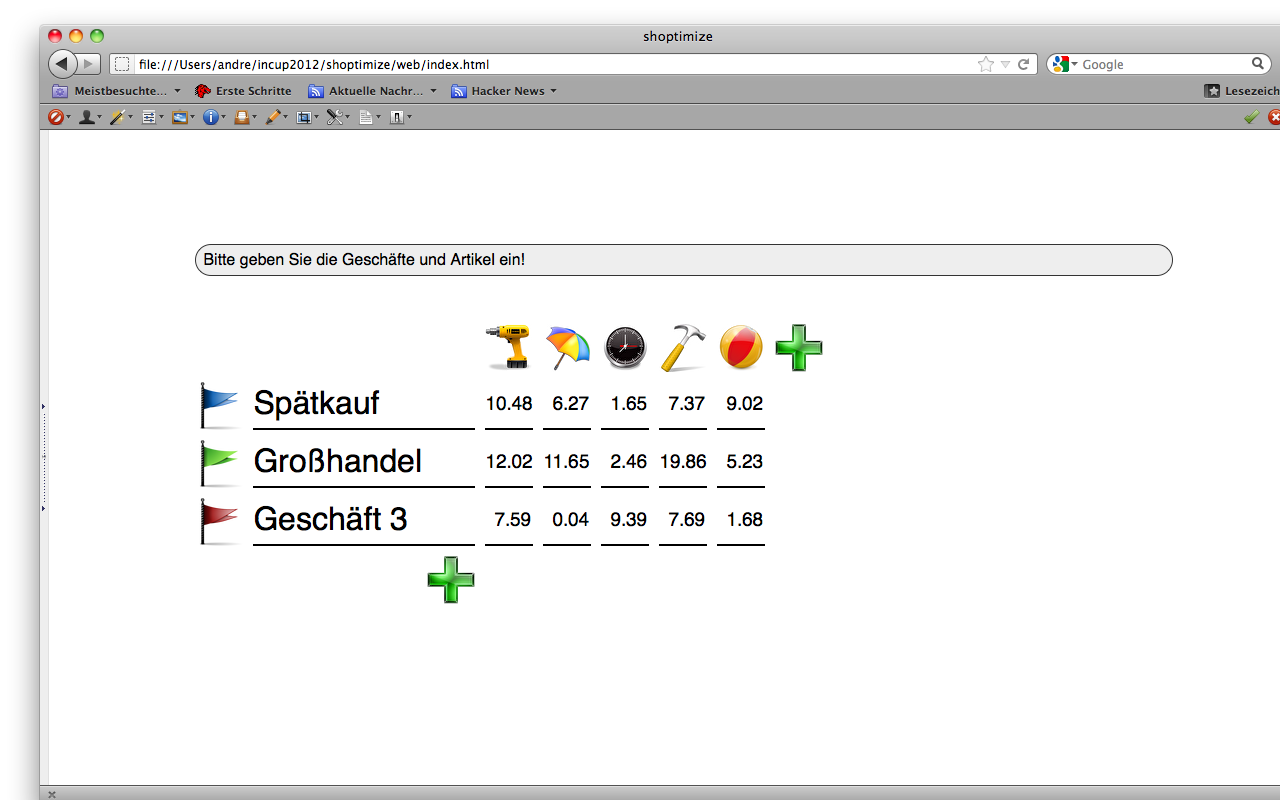 shoptimize
file:///Users/andre/incup2012/shoptimize/web/index.html
Google
Meistbesuchte... Erste Schritte Aktuelle Nachr... Hacker News Lesezeich
Bitte geben Sie die Geschäfte und Artikel ein!
Spätkauf 10.48 6.27 1.65 7.37 9.02
Großhandel 12.02 11.65 2.46 19.86 5.23
Geschäft 3 7.59 0.04 9.39 7.69 1.68